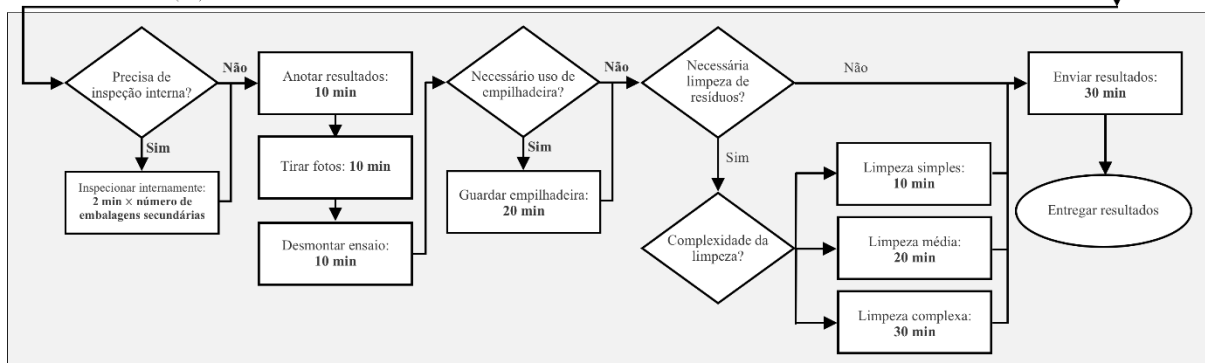 Precisa de
inspeção interna?
Não
Sim
Inspecionar internamente:
2 min × número de
embalagens secundárias
Anotar resultados:
10 min
Tirar fotos: 10 min
Desmontar ensaio:
10 min
Necessário uso de
empilhadeira?
Não
Sim
Guardar empilhadeira:
20 min
Necessária
limpeza de
resíduos?
Não
Sim
Complexidade da
limpeza?
Limpeza simples:
10 min
Limpeza média:
20 min
Limpeza complexa:
30 min
Enviar resultados:
30 min
Entregar resultados